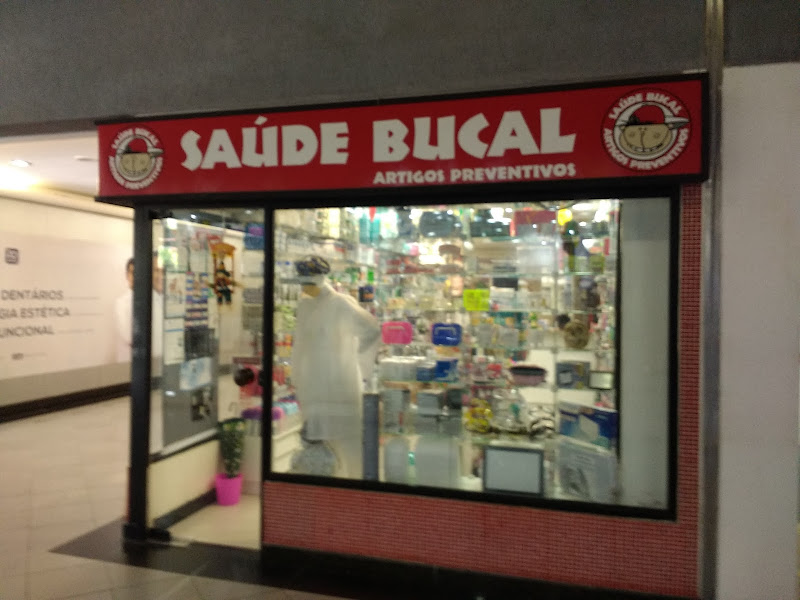 SAÚDE BUCAL
ARTIGOS PREVENTIVOS
SAÚDE BUCAL
ARTIGOS PREVENTIVOS
SAÚDE BUCAL
ARTIGOS PREVENTIVOS
DENTÁRIOS
GIA ESTÉTICA
UNCIONAL